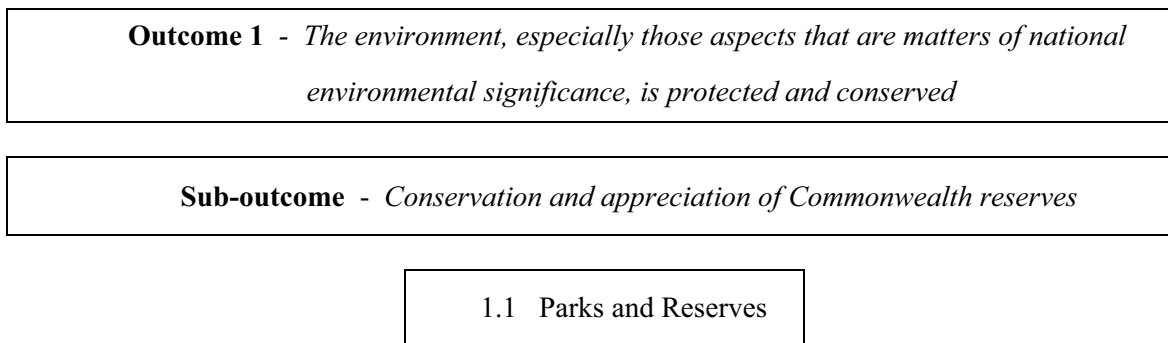 Outcome 1 - The environment, especially those aspects that are matters of national
environmental significance, is protected and conserved
Sub-outcome - Conservation and appreciation of Commonwealth reserves
1.1 Parks and Reserves